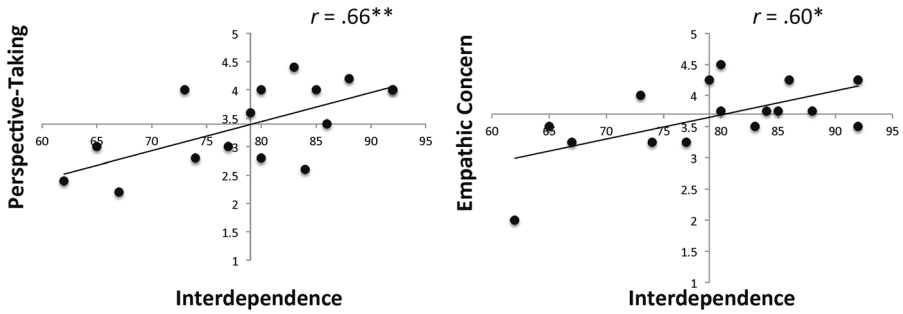 r = .66**
Perspective-Taking
5
4.5
4
3.5
3
2.5
2
1.5
1
60 65 70 75 80 85 90 95
Interdependence
r = .60*
Empathic Concern
5
4.5
4
3.5
3
2.5
2
1.5
1
60 65 70 75 80 85 90 95
Interdependence